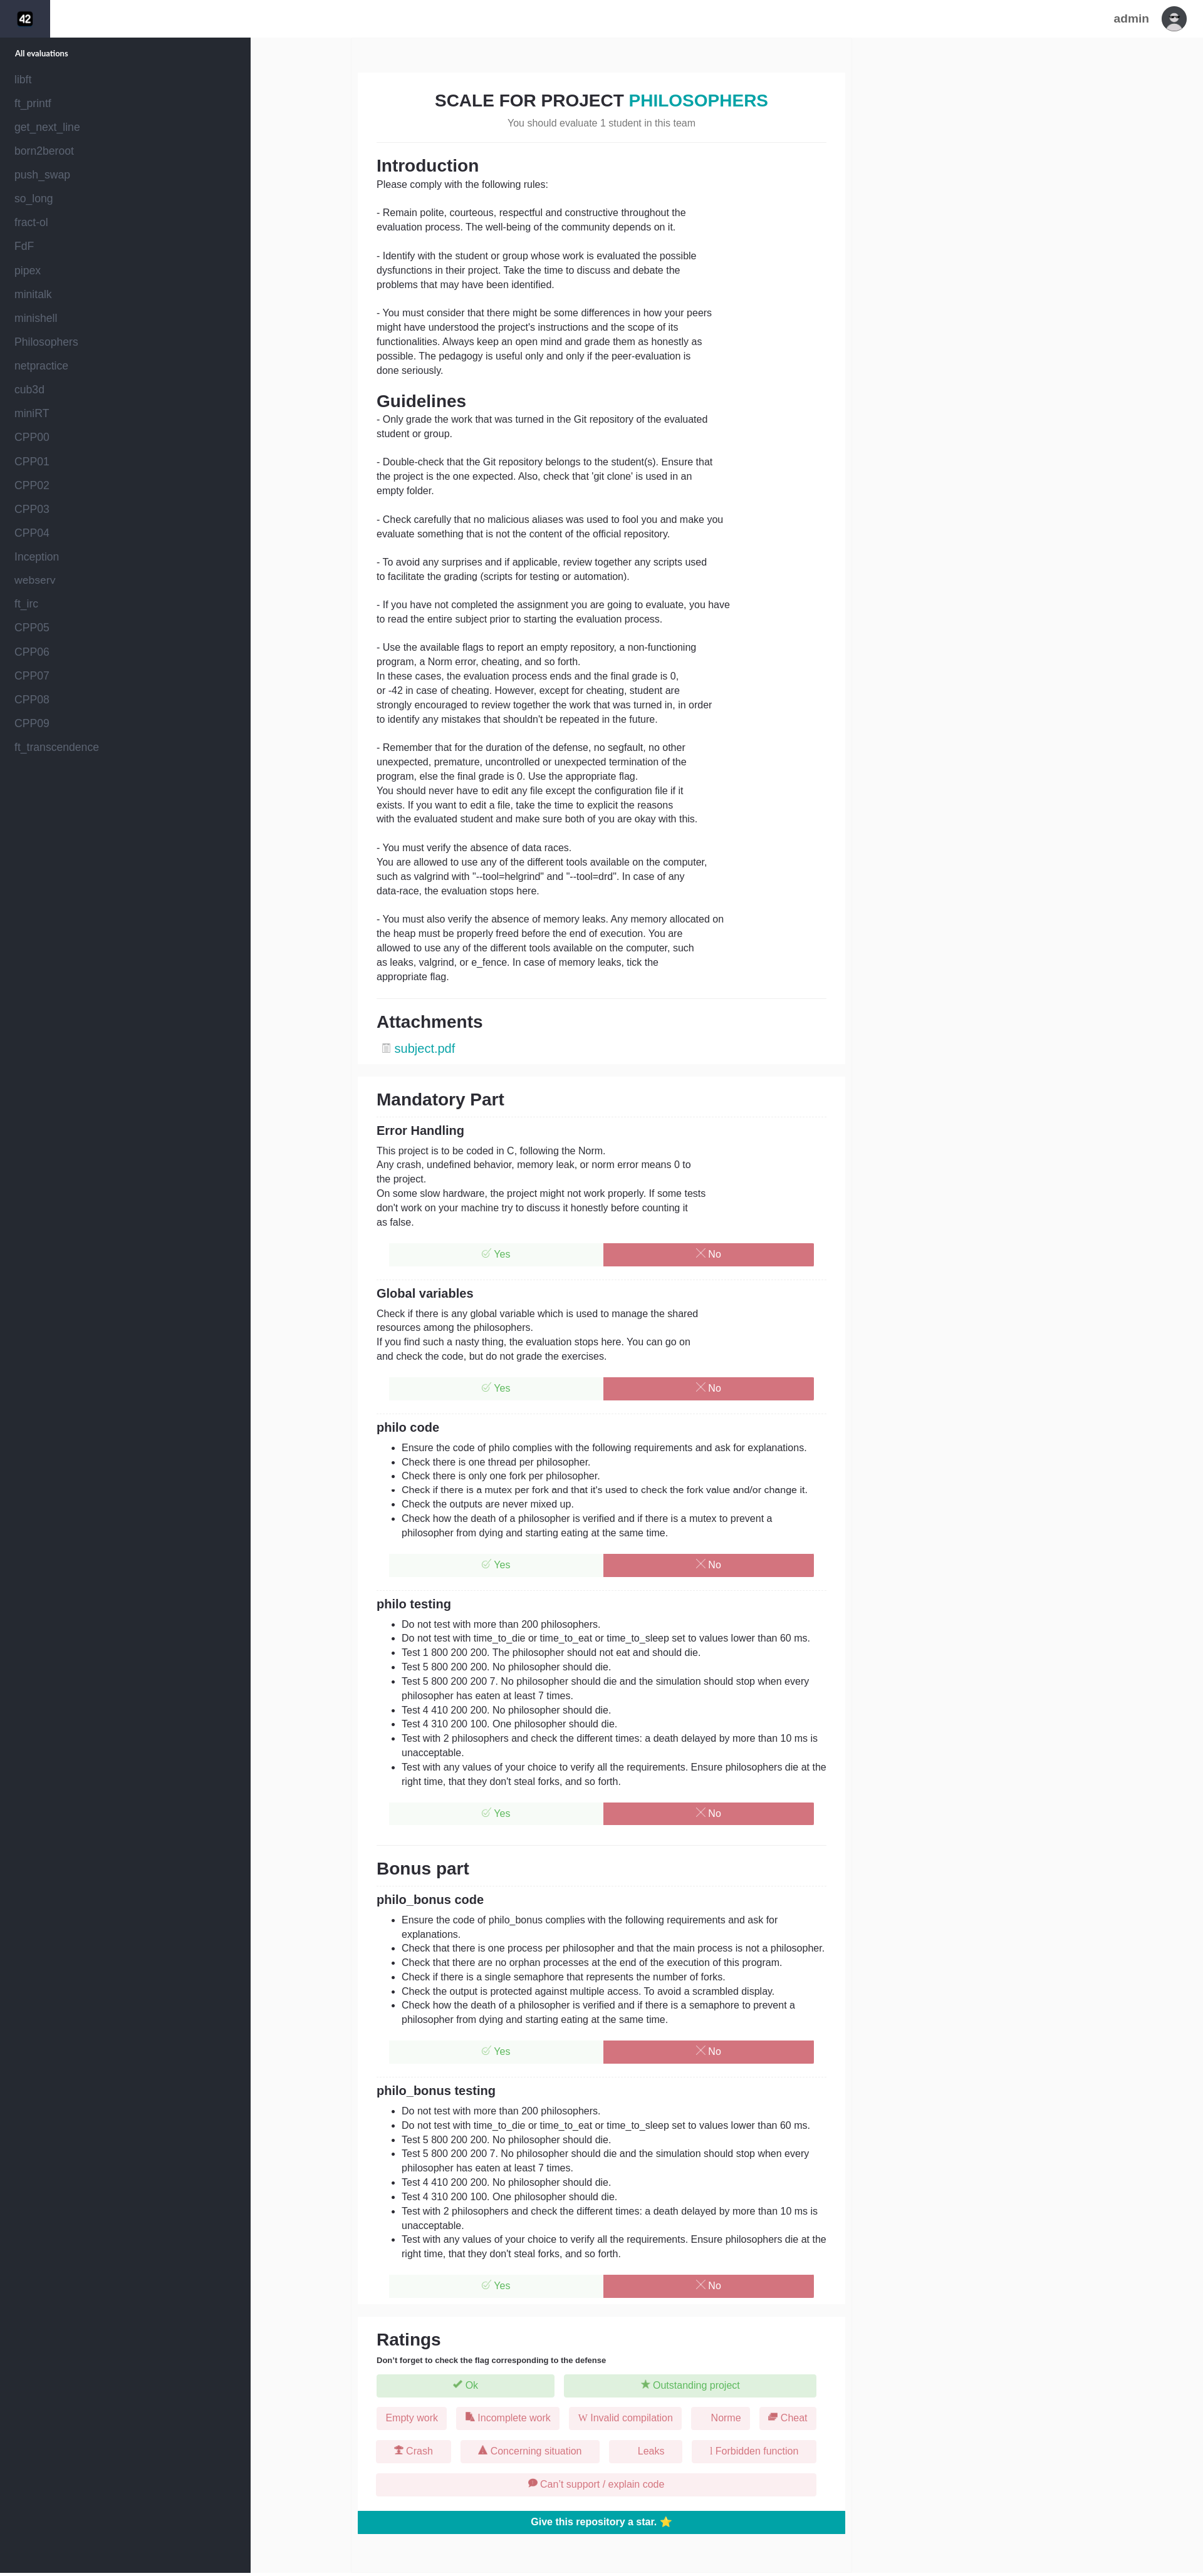 42
admin
All evaluations
libft
ft_printf
get_next_line
born2beroot
push_swap
so_long
fract-ol
FdF
pipex
minitalk
minishell
Philosophers
netpractice
cub3d
miniRT
CPP00
CPP01
CPP02
CPP03
CPP04
Inception
webserv
ft_irc
CPP05
CPP06
CPP07
CPP08
CPP09
ft_transcendence
SCALE FOR PROJECT PHILOSOPHERS
You should evaluate 1 student in this team
Introduction
Please comply with the following rules:
- Remain polite, courteous, respectful and constructive throughout the
evaluation process. The well-being of the community depends on it.
- Identify with the student or group whose work is evaluated the possible
dysfunctions in their project. Take the time to discuss and debate the
problems that may have been identified.
- You must consider that there might be some differences in how your peers
might have understood the project's instructions and the scope of its
functionalities. Always keep an open mind and grade them as honestly as
possible. The pedagogy is useful only and only if the peer-evaluation is
done seriously.
Guidelines
- Only grade the work that was turned in the Git repository of the evaluated
student or group.
- Double-check that the Git repository belongs to the student(s). Ensure that
the project is the one expected. Also, check that 'git clone' is used in an
empty folder.
- Check carefully that no malicious aliases was used to fool you and make you
evaluate something that is not the content of the official repository.
- To avoid any surprises and if applicable, review together any scripts used
to facilitate the grading (scripts for testing or automation).
- If you have not completed the assignment you are going to evaluate, you have
to read the entire subject prior to starting the evaluation process.
- Use the available flags to report an empty repository, a non-functioning
program, a Norm error, cheating, and so forth.
In these cases, the evaluation process ends and the final grade is 0,
or -42 in case of cheating. However, except for cheating, student are
strongly encouraged to review together the work that was turned in, in order
to identify any mistakes that shouldn't be repeated in the future.
- Remember that for the duration of the defense, no segfault, no other
unexpected, premature, uncontrolled or unexpected termination of the
program, else the final grade is 0. Use the appropriate flag.
You should never have to edit any file except the configuration file if it
exists. If you want to edit a file, take the time to explicit the reasons
with the evaluated student and make sure both of you are okay with this.
- You must verify the absence of data races.
You are allowed to use any of the different tools available on the computer,
such as valgrind with "--tool=helgrind" and "--tool=drd". In case of any
data-race, the evaluation stops here.
- You must also verify the absence of memory leaks. Any memory allocated on
the heap must be properly freed before the end of execution. You are
allowed to use any of the different tools available on the computer, such
as leaks, valgrind, or e_fence. In case of memory leaks, tick the
appropriate flag.
Attachments
subject.pdf
Mandatory Part
Error Handling
This project is to be coded in C, following the Norm.
Any crash, undefined behavior, memory leak, or norm error means 0 to
the project.
On some slow hardware, the project might not work properly. If some tests
don't work on your machine try to discuss it honestly before counting it
as false.
Yes No
Global variables
Check if there is any global variable which is used to manage the shared
resources among the philosophers.
If you find such a nasty thing, the evaluation stops here. You can go on
and check the code, but do not grade the exercises.
Yes No
philo code
• Ensure the code of philo complies with the following requirements and ask for explanations.
• Check there is one thread per philosopher.
• Check there is only one fork per philosopher.
• Check if there is a mutex per fork and that it's used to check the fork value and/or change it.
• Check the outputs are never mixed up.
• Check how the death of a philosopher is verified and if there is a mutex to prevent a
philosopher from dying and starting eating at the same time.
Yes No
philo testing
• Do not test with more than 200 philosophers.
• Do not test with time_to_die or time_to_eat or time_to_sleep set to values lower than 60 ms.
• Test 1 800 200 200. The philosopher should not eat and should die.
• Test 5 800 200 200. No philosopher should die.
• Test 5 800 200 200 7. No philosopher should die and the simulation should stop when every
philosopher has eaten at least 7 times.
• Test 4 410 200 200. No philosopher should die.
• Test 4 310 200 100. One philosopher should die.
• Test with 2 philosophers and check the different times: a death delayed by more than 10 ms is
unacceptable.
• Test with any values of your choice to verify all the requirements. Ensure philosophers die at the
right time, that they don't steal forks, and so forth.
Yes No
Bonus part
philo_bonus code
• Ensure the code of philo_bonus complies with the following requirements and ask for
explanations.
• Check that there is one process per philosopher and that the main process is not a philosopher.
• Check that there are no orphan processes at the end of the execution of this program.
• Check if there is a single semaphore that represents the number of forks.
• Check the output is protected against multiple access. To avoid a scrambled display.
• Check how the death of a philosopher is verified and if there is a semaphore to prevent a
philosopher from dying and starting eating at the same time.
Yes No
philo_bonus testing
• Do not test with more than 200 philosophers.
• Do not test with time_to_die or time_to_eat or time_to_sleep set to values lower than 60 ms.
• Test 5 800 200 200. No philosopher should die.
• Test 5 800 200 200 7. No philosopher should die and the simulation should stop when every
philosopher has eaten at least 7 times.
• Test 4 410 200 200. No philosopher should die.
• Test 4 310 200 100. One philosopher should die.
• Test with 2 philosophers and check the different times: a death delayed by more than 10 ms is
unacceptable.
• Test with any values of your choice to verify all the requirements. Ensure philosophers die at the
right time, that they don't steal forks, and so forth.
Yes No
Ratings
Don't forget to check the flag corresponding to the defense
Ok Outstanding project
Empty work Incomplete work W Invalid compilation Norme Cheat
Crash Concerning situation Leaks I Forbidden function
Can't support / explain code
Give this repository a star. ⭐